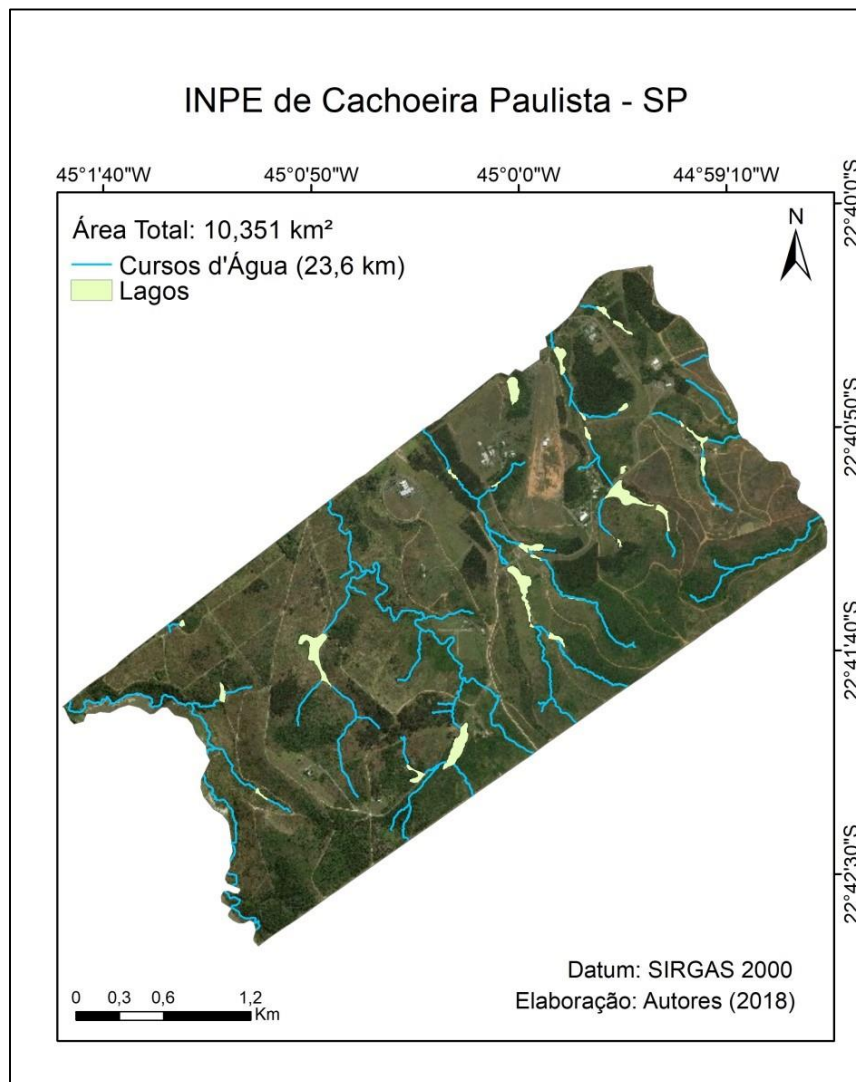 INPE de Cachoeira Paulista - SP
45°1'40"W 45°0'50"W 45°0'0"W 44°59'10"W
22°40'0"S
Área Total: 10,351 km²
N
Cursos d'Água (23,6 km)
Lagos
22°40'50"S
22°41'40"S
22°42'30"S
Datum: SIRGAS 2000
Elaboração: Autores (2018)
0 0,3 0,6 1,2
Km